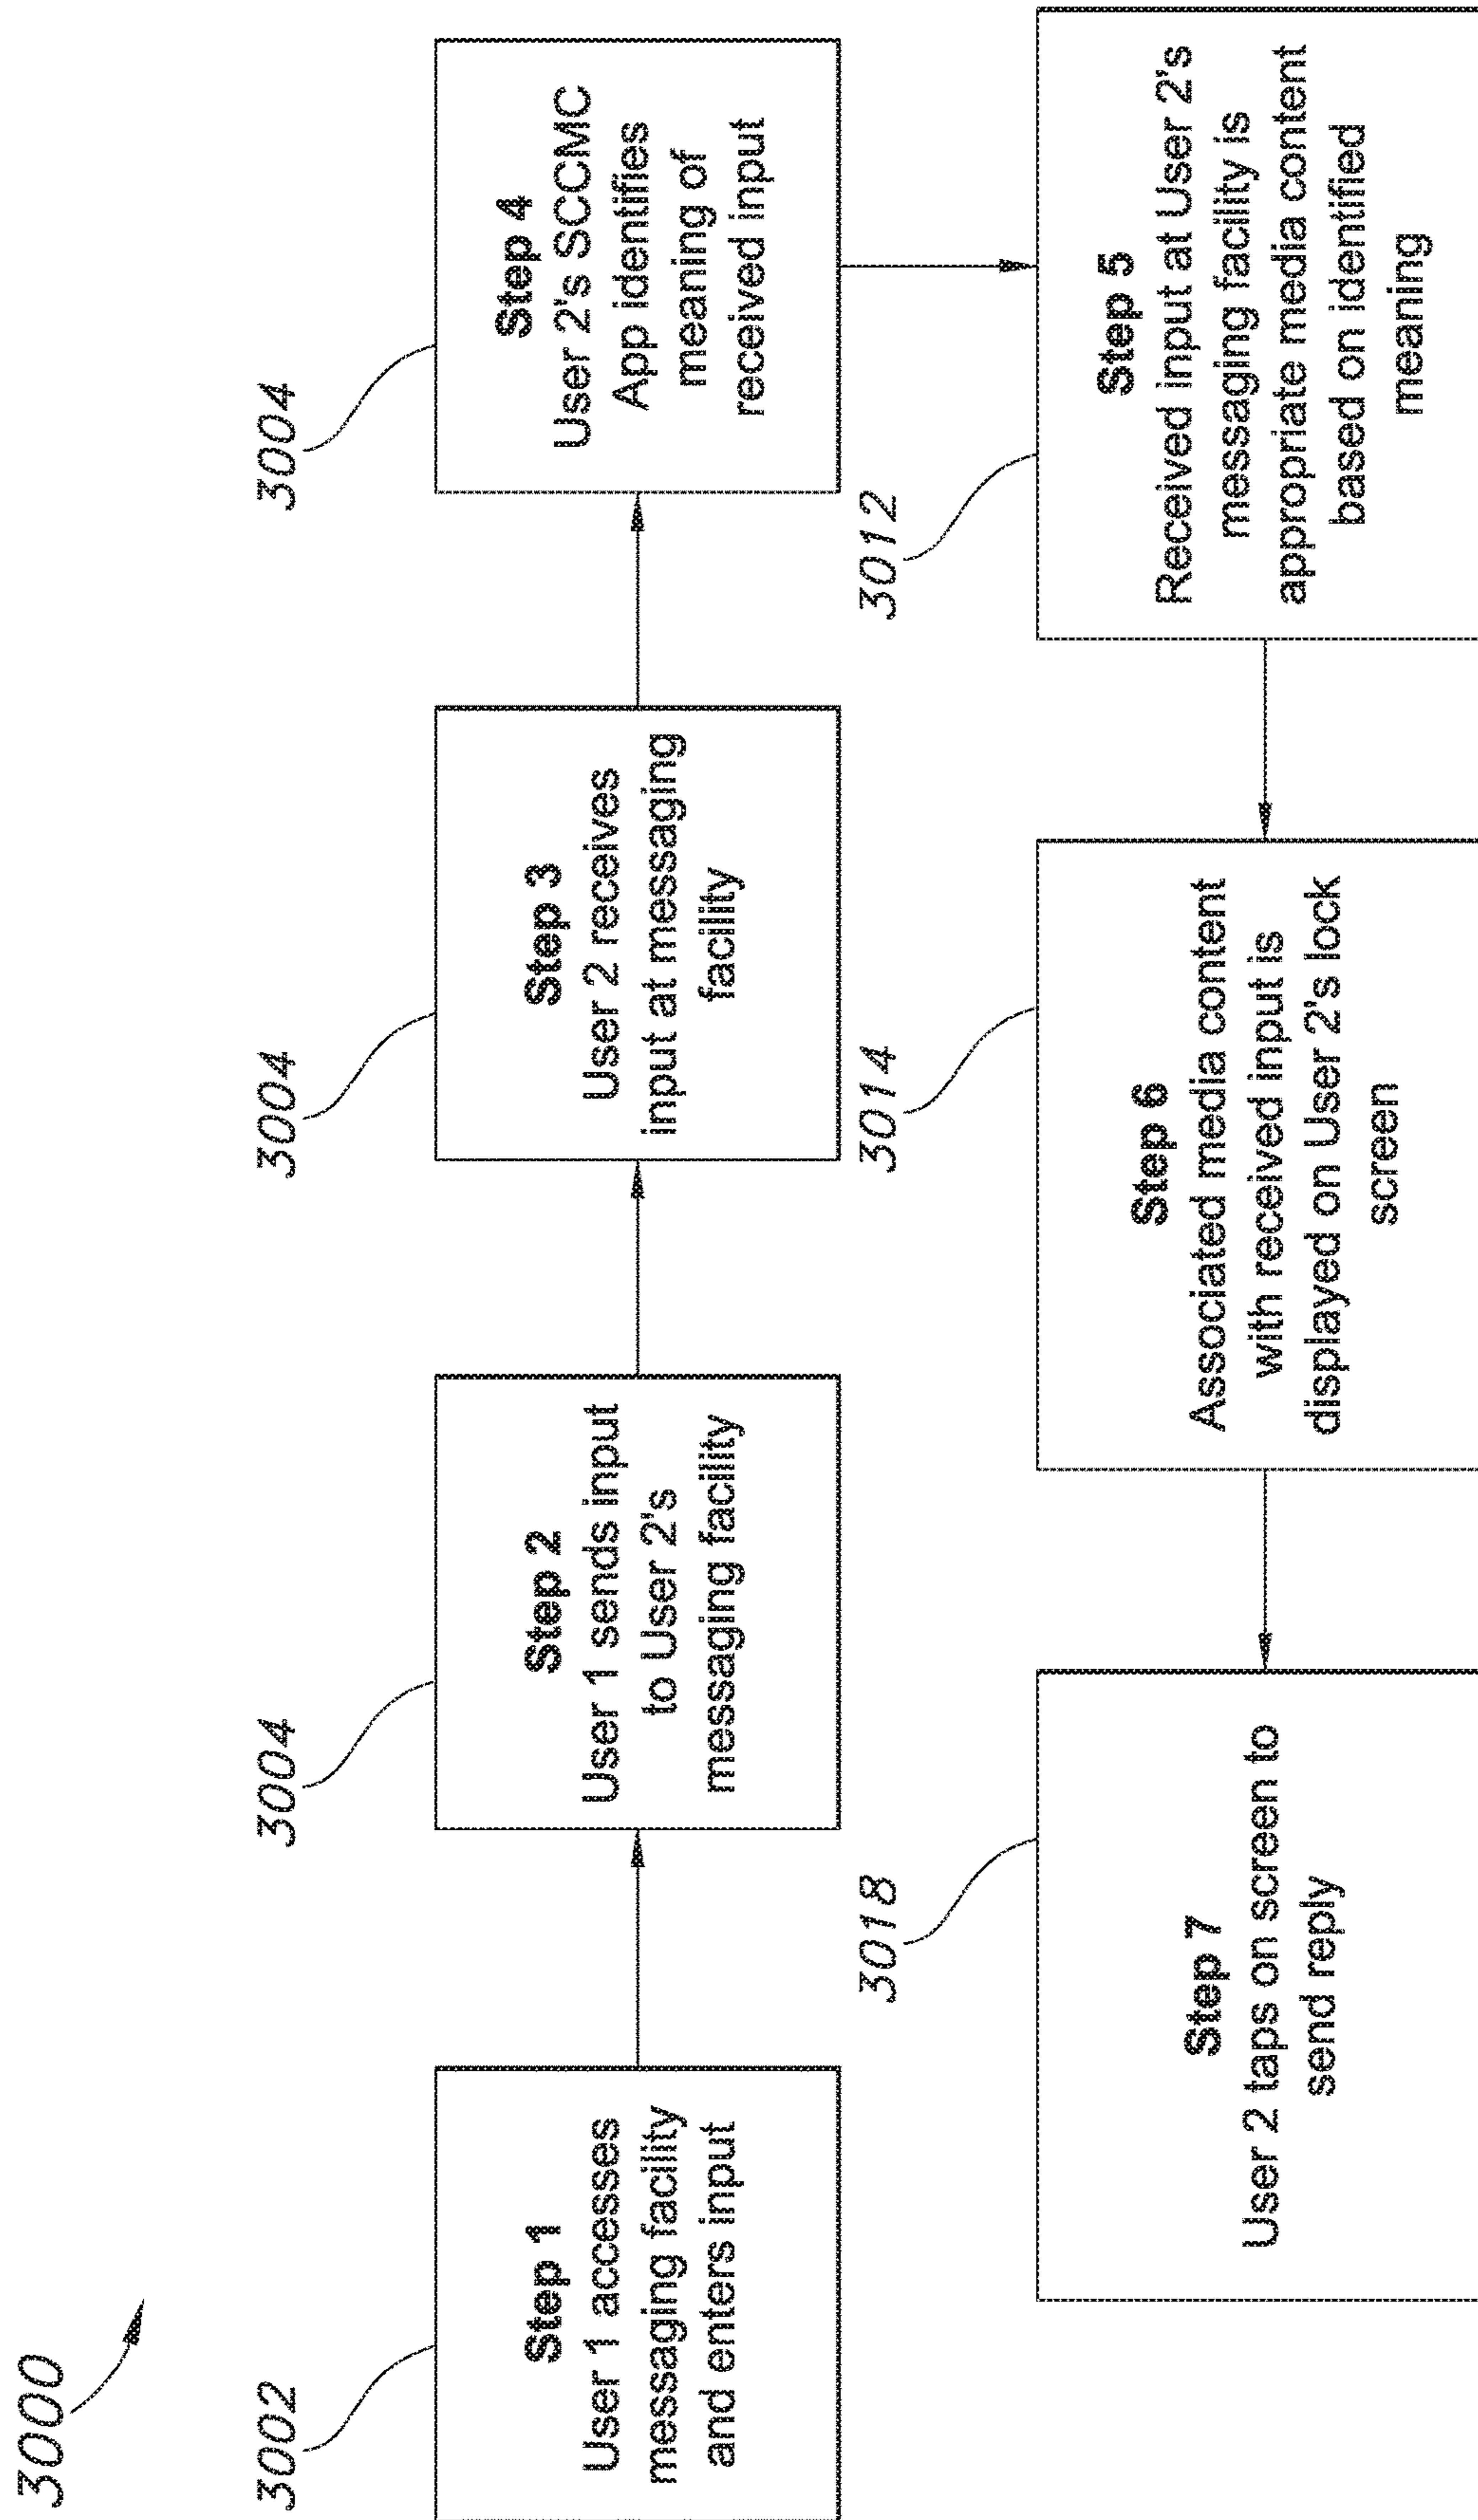 3000
3002
Step 1
User 1 accesses
messaging facility
and enters input
3004
Step 2
User 1 sends input
to User 2's
messaging facility
3004
Step 3
User 2 receives
input at messaging
facility
3004
Step 4
User 2's SCCMC
App identifies
meaning of
received input
3012
Step 5
Received input at User 2's
messaging facility is
appropriate media content
based on identified
meaning
3014
Step 6
Associated media content
with received input is
displayed on User 2's lock
screen
3018
Step 7
User 2 taps on screen to
send reply